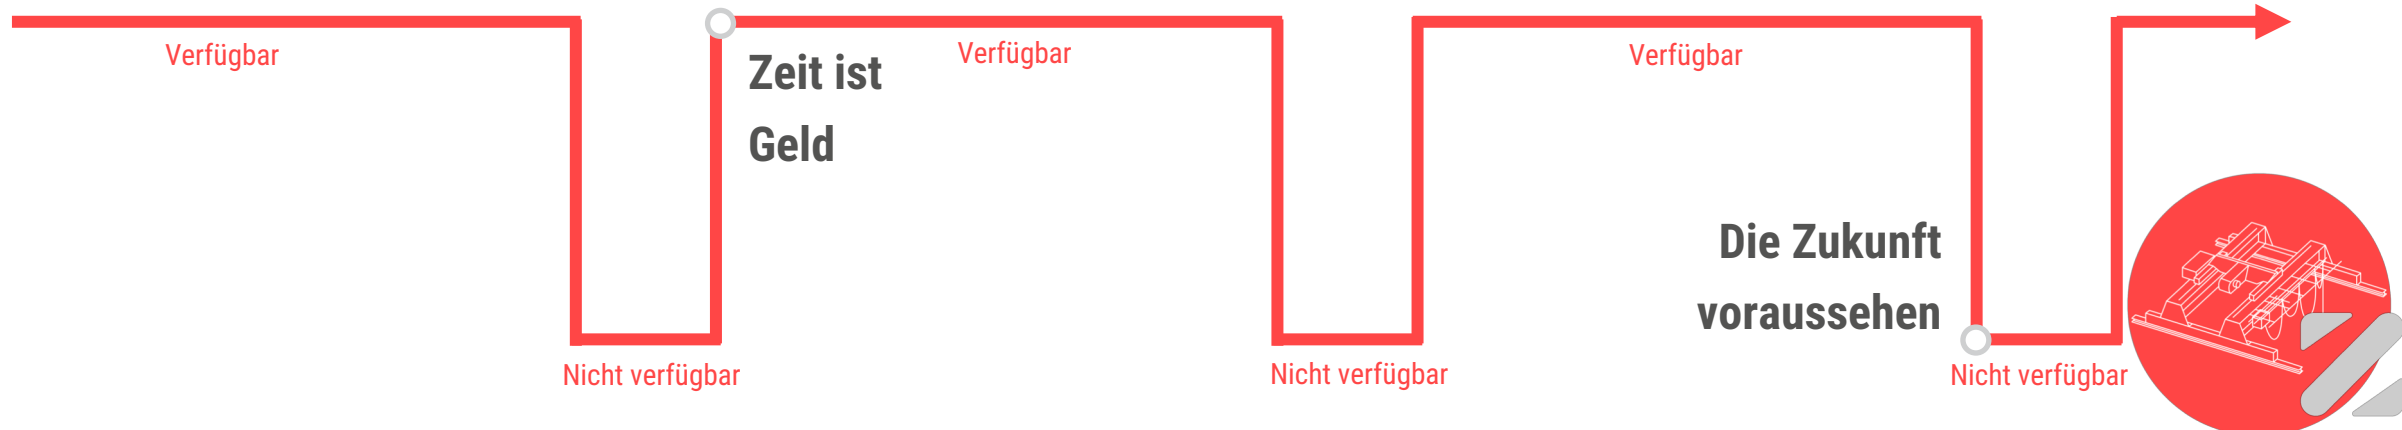 Verfügbar
Zeit ist
Geld
Verfügbar
Verfügbar
Die Zukunft
voraussehen
Nicht verfügbar
Nicht verfügbar
Nicht verfügbar